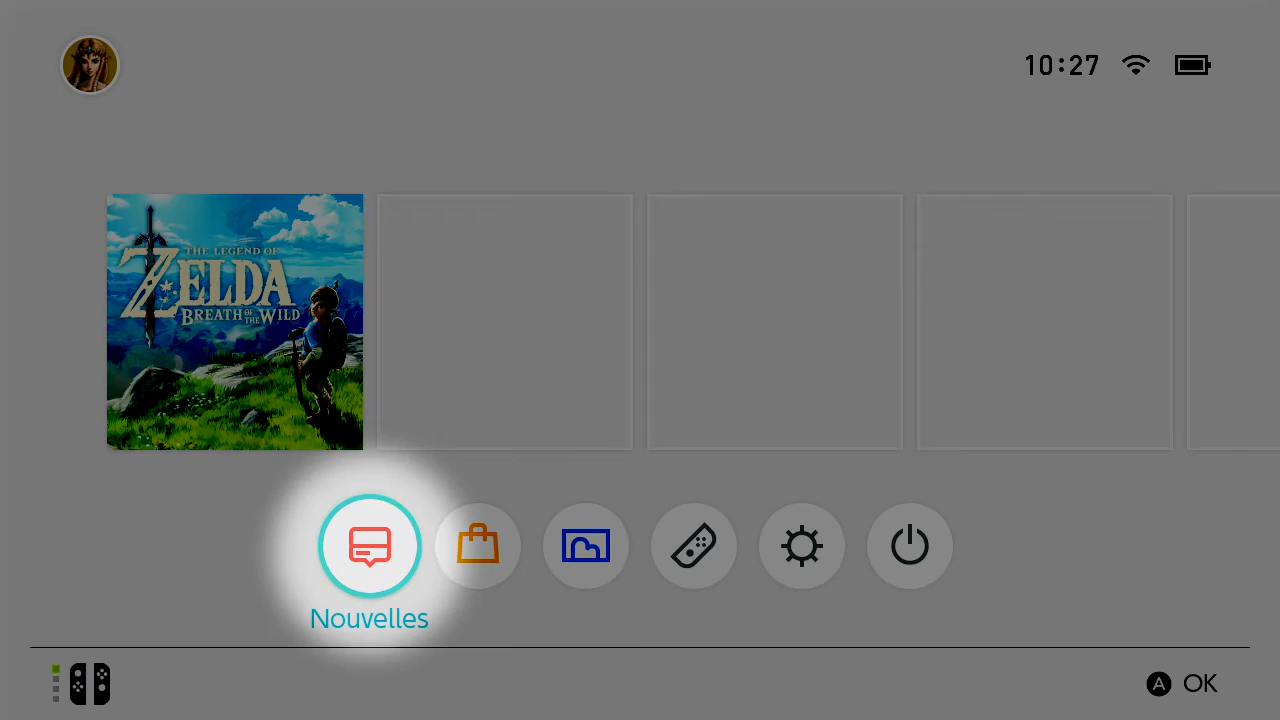 10:27
THE LEGEND OF
ZELDA
BREATH OF THE WILD
Nouvelles
A OK